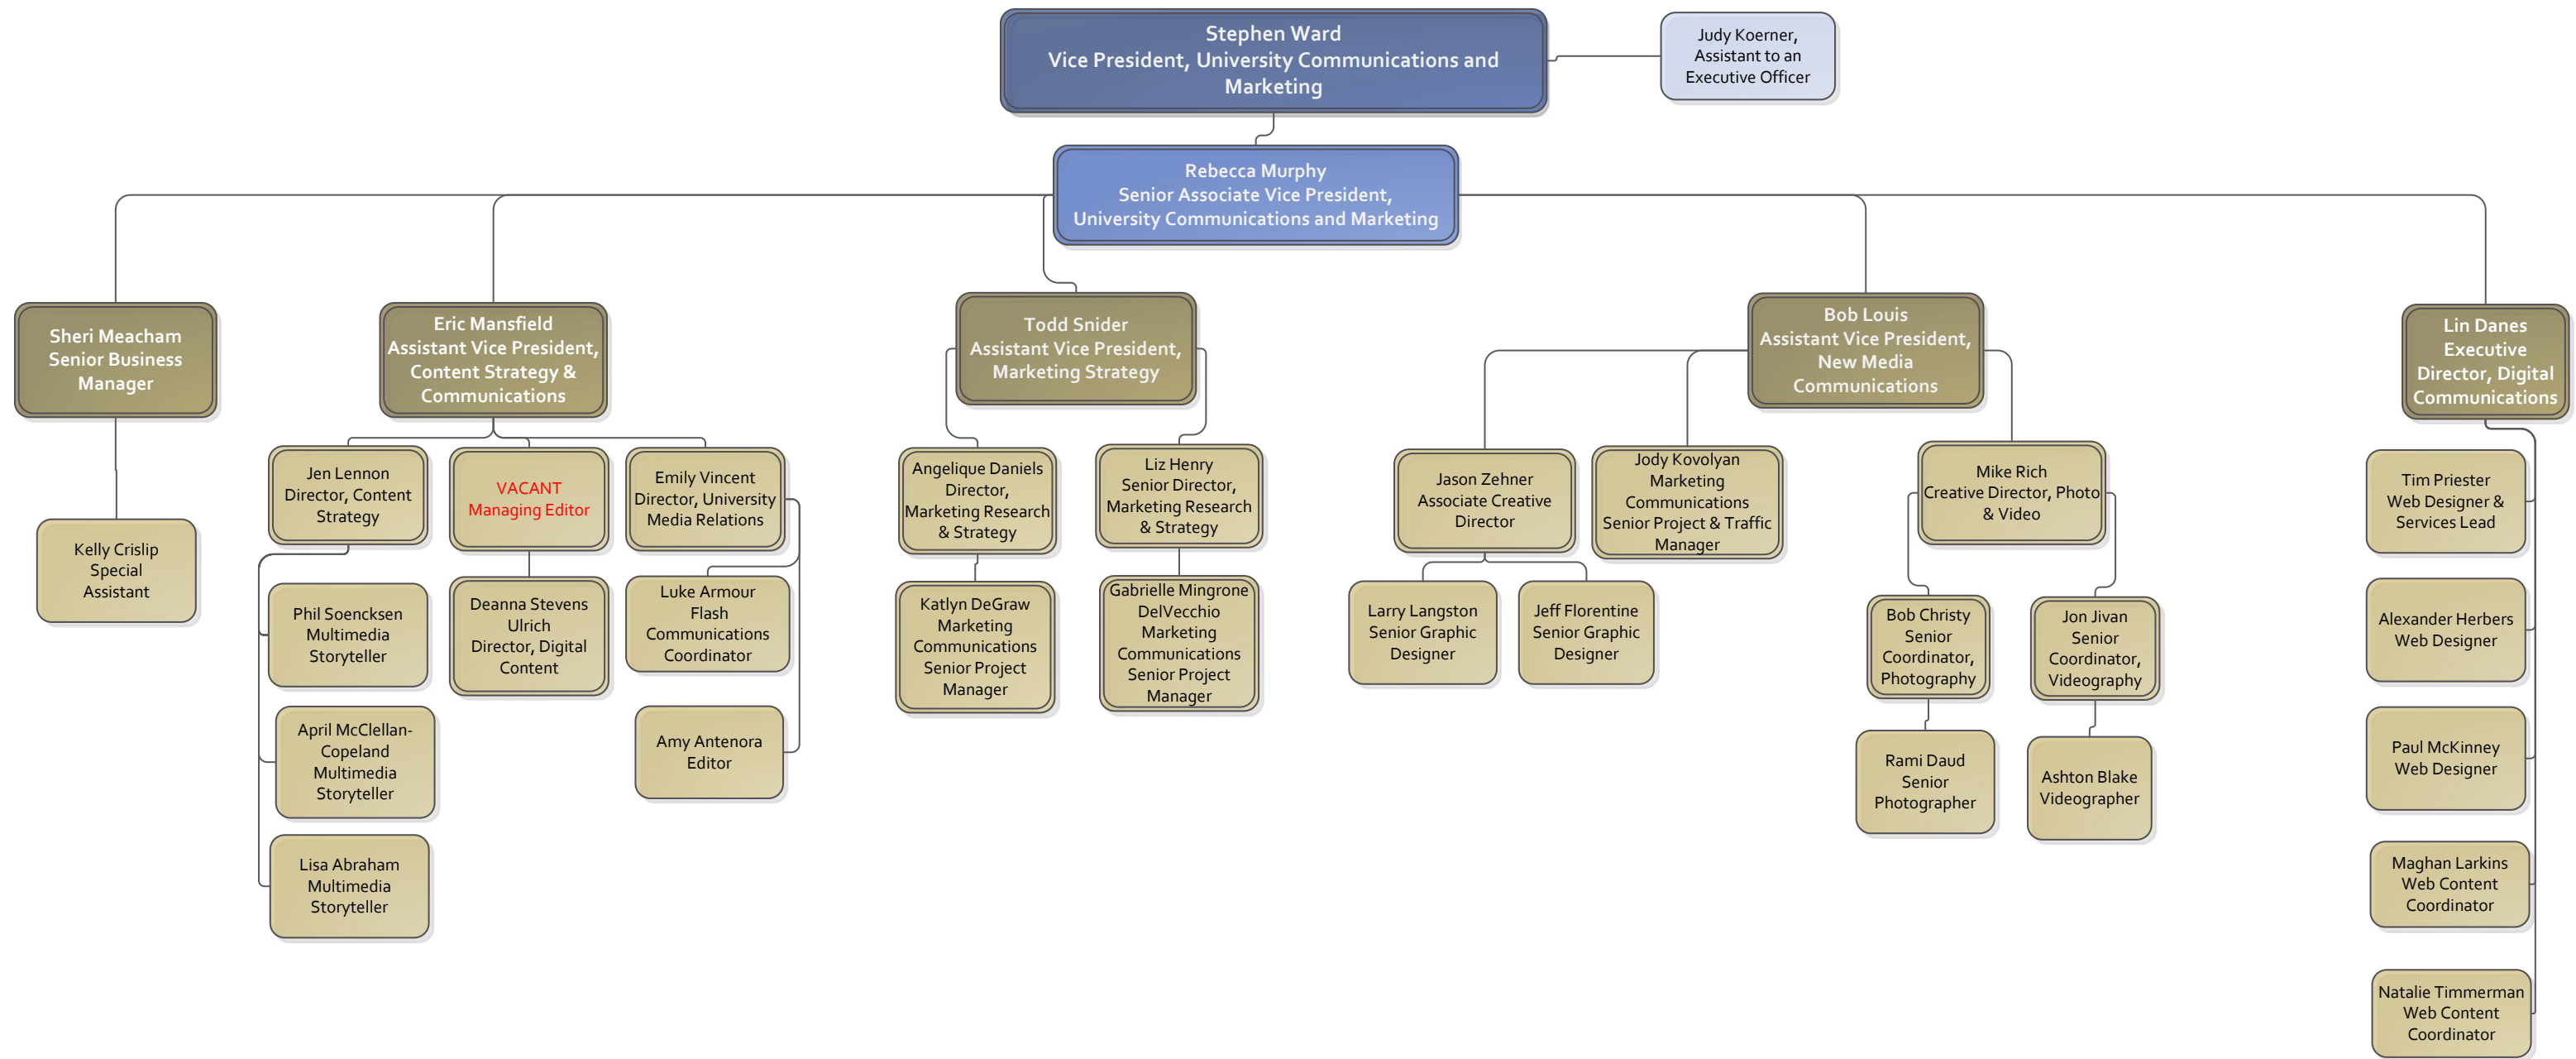 Stephen Ward
Vice President, University Communications and
Marketing
Judy Koerner,
Assistant to an
Executive Officer
Rebecca Murphy
Senior Associate Vice President,
University Communications and Marketing
Sheri Meacham
Senior Business
Manager
Eric Mansfield
Assistant Vice President,
Content Strategy &
Communications
Todd Snider
Assistant Vice President,
Marketing Strategy
Bob Louis
Assistant Vice President,
New Media
Communications
Lin Danes
Executive
Director, Digital
Communications
Kelly Crislip
Special
Assistant
Jen Lennon
Director, Content
Strategy
VACANT
Managing Editor
Emily Vincent
Director, University
Media Relations
Phil Soencksen
Multimedia
Storyteller
Deanna Stevens
Ulrich
Director, Digital
Content
Luke Armour
Flash
Communications
Coordinator
April McClellan-
Copeland
Multimedia
Storyteller
Amy Antenora
Editor
Lisa Abraham
Multimedia
Storyteller
Angelique Daniels
Director,
Marketing Research
& Strategy
Liz Henry
Senior Director,
Marketing Research
& Strategy
Katlyn DeGraw
Marketing
Communications
Senior Project
Manager
Gabrielle Mingrone
DelVecchio
Marketing
Communications
Senior Project
Manager
Jason Zehner
Associate Creative
Director
Jody Kovolyan
Marketing
Communications
Senior Project & Traffic
Manager
Mike Rich
Creative Director, Photo
& Video
Larry Langston
Senior Graphic
Designer
Jeff Florentine
Senior Graphic
Designer
Bob Christy
Senior
Coordinator,
Photography
Jon Jivan
Senior
Coordinator,
Videography
Rami Daud
Senior
Photographer
Ashton Blake
Videographer
Tim Priester
Web Designer &
Services Lead
Alexander Herbers
Web Designer
Paul McKinney
Web Designer
Maghan Larkins
Web Content
Coordinator
Natalie Timmerman
Web Content
Coordinator